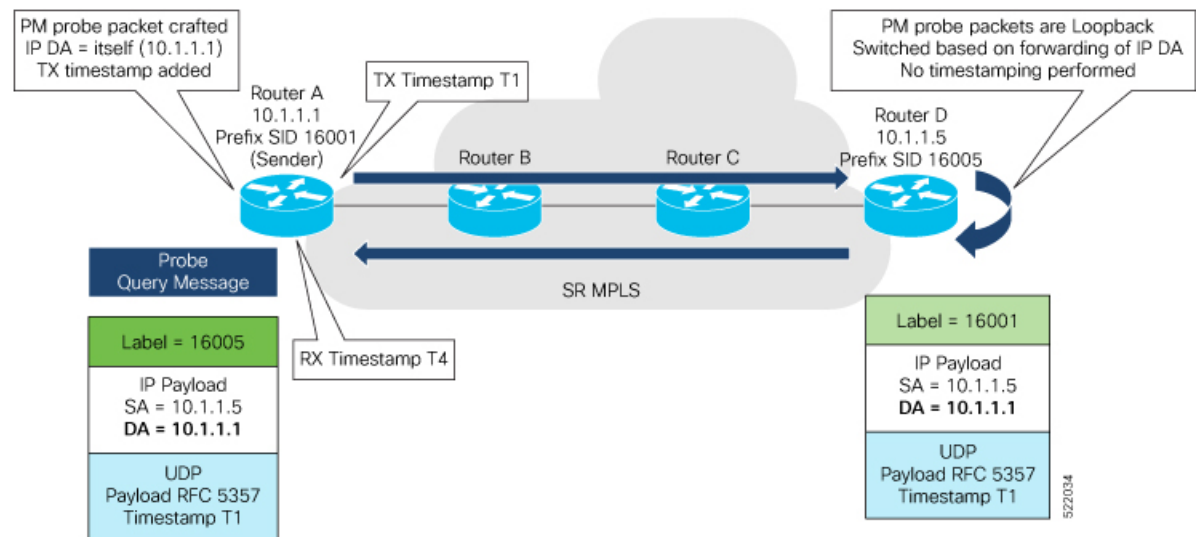 PM probe packet crafted
IP DA = itself (10.1.1.1)
TX timestamp added
TX Timestamp T1
PM probe packets are Loopback
Switched based on forwarding of IP DA
No timestamping performed
Router A
10.1.1.1
Prefix SID 16001
(Sender)
Router B
Router C
Router D
10.1.1.5
Prefix SID 16005
Probe
Query Message
SR MPLS
RX Timestamp T4
Label = 16005
IP Payload
SA = 10.1.1.5
DA = 10.1.1.1
UDP
Payload RFC 5357
Timestamp T1
Label = 16001
IP Payload
SA = 10.1.1.5
DA = 10.1.1.1
UDP
Payload RFC 5357
Timestamp T1
522034